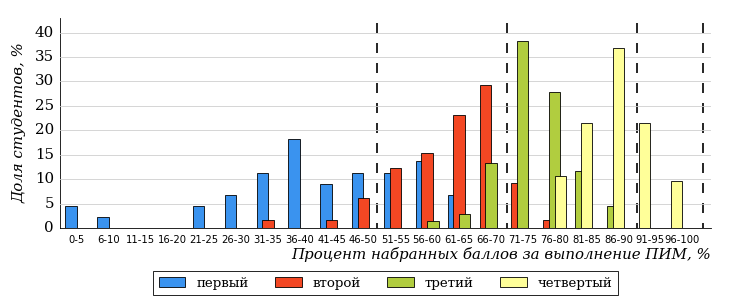 Доля студентов, %
40
35
30
25
20
15
10
5
0
0-5 6-10 11-15 16-20 21-25 26-30 31-35 36-40 41-45 46-50 51-55 56-60 61-65 66-70 71-75 76-80 81-85 86-90 91-95 96-100
Процент набранных баллов за выполнение ПИМ, %
первый второй третий четвертый